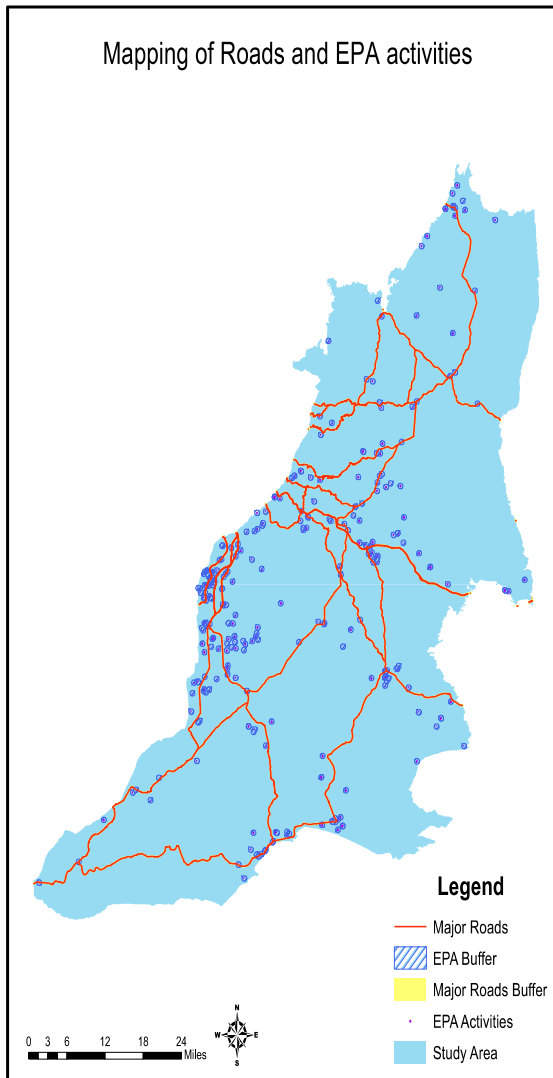 Mapping of Roads and EPA activities
Legend
Major Roads
EPA Buffer
Major Roads Buffer
EPA Activities
Study Area
N
W E
S
0 3 6 12 18 24
Miles